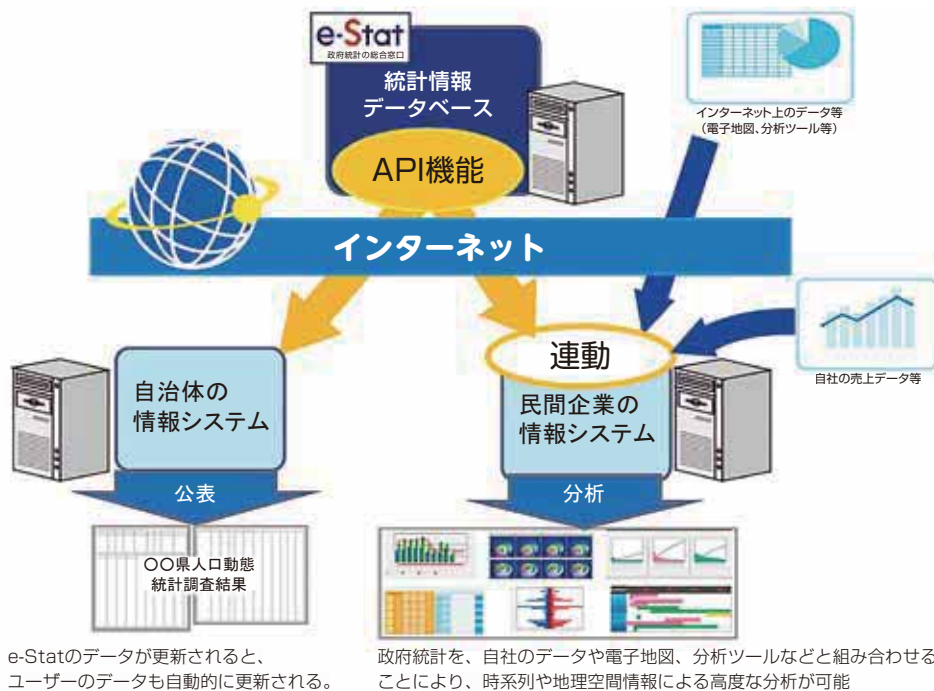 e-Stat
政府統計の総合窓口
統計情報
データベース
API機能
インターネット上のデータ等
（電子地図、分析ツール等）
インターネット
自社の売上データ等
連動
自治体の
情報システム
民間企業の
情報システム
公表
分析
〇〇県人口動態
統計調査結果
e-Statのデータが更新されると、
ユーザーのデータも自動的に更新される。
政府統計を、自社のデータや電子地図、分析ツールなどと組み合わせる
ことにより、時系列や地理空間情報による高度な分析が可能